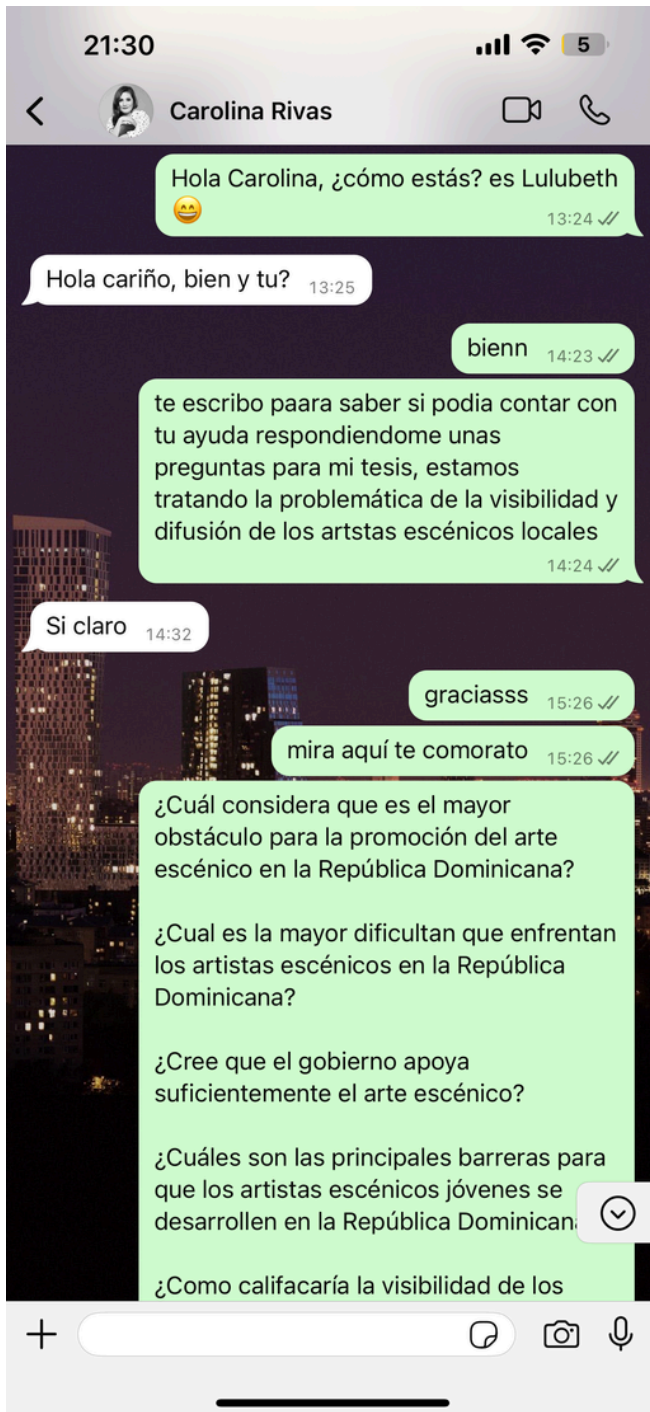 21:30
5
Carolina Rivas
Hola Carolina, ¿cómo estás? es Lulubeth
😄
13:24
Hola cariño, bien y tu? 13:25
bienn 14:23
te escribo paara saber si podia contar con
tu ayuda respondiendome unas
preguntas para mi tesis, estamos
tratando la problemática de la visibilidad y
difusión de los artstas escénicos locales
14:24
Si claro 14:32
graciasss 15:26
mira aquí te comorato 15:26
¿Cuál considera que es el mayor
obstáculo para la promoción del arte
escénico en la República Dominicana?
¿Cual es la mayor dificultan que enfrentan
los artistas escénicos en la República
Dominicana?
¿Cree que el gobierno apoya
suficientemente el arte escénico?
¿Cuáles son las principales barreras para
que los artistas escénicos jóvenes se
desarrollen en la República Dominican
¿Como califacaría la visibilidad de los